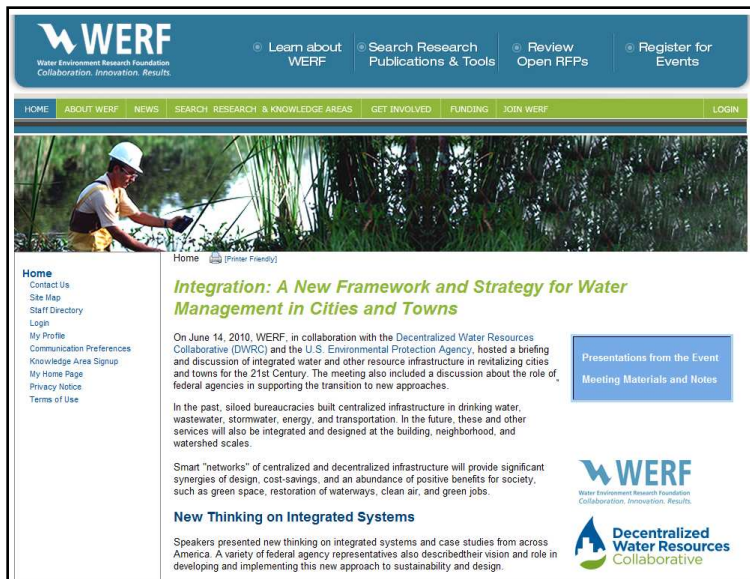 WERF
Water Environment Research Foundation
Collaboration. Innovation. Results.
Learn about
WERF
Search Research
Publications & Tools
Review
Open RFPs
Register for
Events
HOME
ABOUT WERF
NEWS
SEARCH RESEARCH & KNOWLEDGE AREAS
GET INVOLVED
FUNDING
JOIN WERF
LOGIN
Home
[Printer Friendly]
Home
Contact Us
Site Map
Staff Directory
Login
My Profile
Communication Preferences
Knowledge Area Signup
My Home Page
Privacy Notice
Terms of Use
Integration: A New Framework and Strategy for Water
Management in Cities and Towns
On June 14, 2010, WERF, in collaboration with the Decentralized Water Resources
Collaborative (DWRC) and the U.S. Environmental Protection Agency, hosted a briefing
and discussion of integrated water and other resource infrastructure in revitalizing cities
and towns for the 21st Century. The meeting also included a discussion about the role of
federal agencies in supporting the transition to new approaches.
In the past, siloed bureaucracies built centralized infrastructure in drinking water,
wastewater, stormwater, energy, and transportation. In the future, these and other
services will also be integrated and designed at the building, neighborhood, and
watershed scales.
Smart "networks" of centralized and decentralized infrastructure will provide significant
synergies of design, cost-savings, and an abundance of positive benefits for society,
such as green space, restoration of waterways, clean air, and green jobs.
New Thinking on Integrated Systems
Speakers presented new thinking on integrated systems and case studies from across
America. A variety of federal agency representatives also describedtheir vision and role in
developing and implementing this new approach to sustainability and design.
Presentations from the Event
Meeting Materials and Notes
WERF
Water Environment Research Foundation
Collaboration. Innovation. Results.
Decentralized
Water Resources
Collaborative